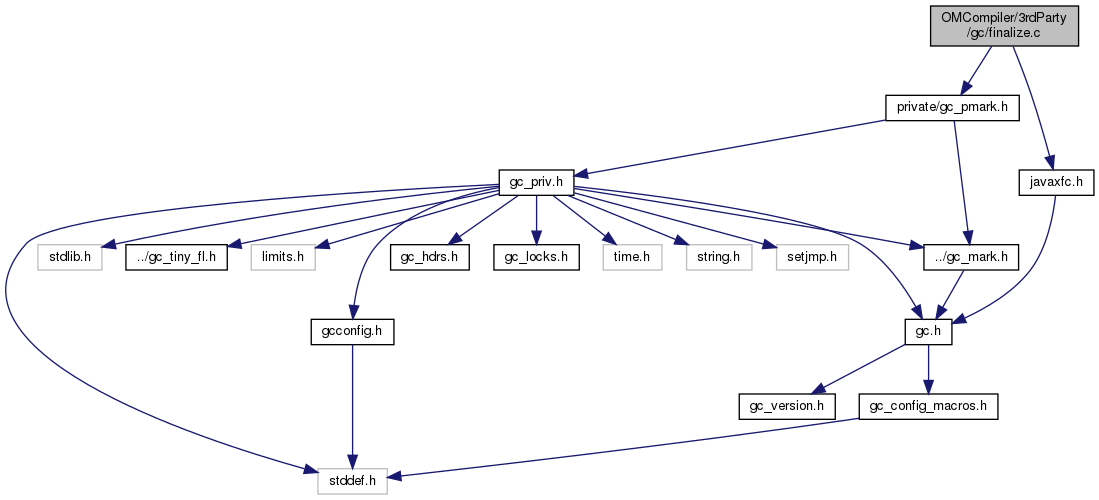 OMCompiler/3rdParty
/gc/finalize.c
private/gc_pmark.h
gc_priv.h
javaxfc.h
stdlib.h
../gc_tiny_fl.h
limits.h
gc_hdrs.h
gc_locks.h
time.h
string.h
setjmp.h
../gc_mark.h
gcconfig.h
gc.h
gc_version.h
gc_config_macros.h
stddef.h